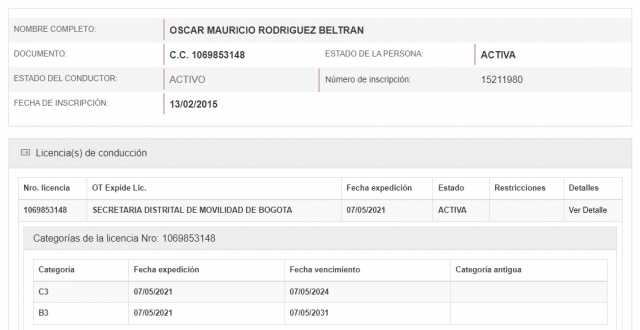 NOMBRE COMPLETO: OSCAR MAURICIO RODRIGUEZ BELTRAN
DOCUMENTO: C.C. 1069853148 ESTADO DE LA PERSONA: ACTIVA
ESTADO DEL CONDUCTOR: ACTIVO Número de inscripción: 15211980
FECHA DE INSCRIPCIÓN: 13/02/2015
Licencia(s) de conducción
Nro. licencia OT Expide Lic. Fecha expedición Estado Restricciones Detalles
1069853148 SECRETARIA DISTRITAL DE MOVILIDAD DE BOGOTA 07/05/2021 ACTIVA Ver Detalle
Categorías de la licencia Nro: 1069853148
Categoría Fecha expedición Fecha vencimiento Categoría antigua
C3 07/05/2021 07/05/2024
B3 07/05/2021 07/05/2031